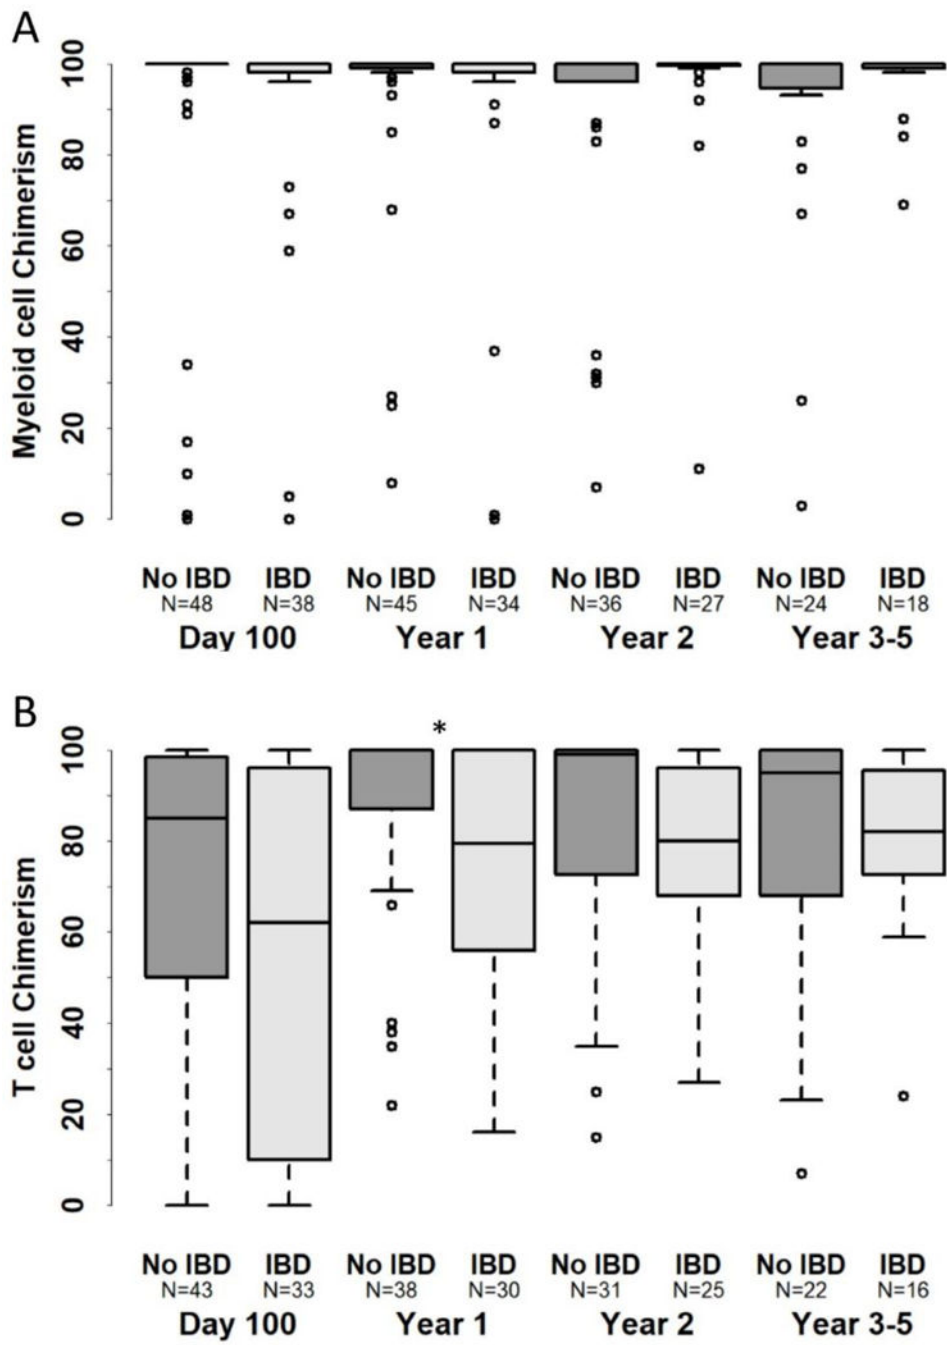 A
Myeloid cell Chimerism
100
80
60
40
20
0
No IBD IBD No IBD IBD No IBD IBD No IBD IBD
N=48 N=38 N=45 N=34 N=36 N=27 N=24 N=18
Day 100 Year 1 Year 2 Year 3-5
B
*
T cell Chimerism
100
80
60
40
20
0
No IBD IBD No IBD IBD No IBD IBD No IBD IBD
N=43 N=33 N=38 N=30 N=31 N=25 N=22 N=16
Day 100 Year 1 Year 2 Year 3-5